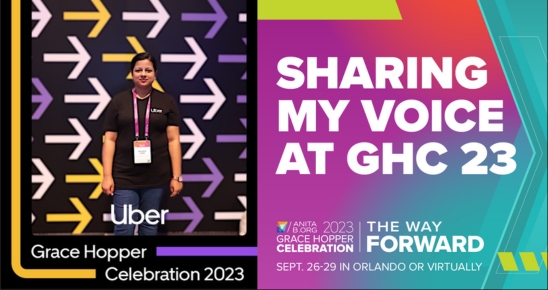 Uber
Uber
Grace Hopper
Celebration 2023
SHARING
MY VOICE
AT GHC 23
ANITA
B.ORG
2023
GRACE HOPPER
CELEBRATION
THE WAY
FORWARD
SEPT. 26-29 IN ORLANDO OR VIRTUALLY